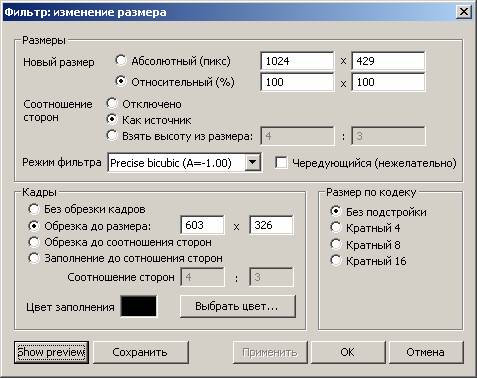 Фильтр: изменение размера
Размеры
Новый размер Абсолютный (пикс) 1024 x 429
Относительный (%) 100 x 100
Соотношение сторон Отключено
Как источник
Взять высоту из размера: 4 : 3
Режим фильтра Precise bicubic (A=-1.00) Чередующийся (нежелательно)
Кадры
Без обрезки кадров
Обрезка до размера: 603 x 326
Обрезка до соотношения сторон
Заполнение до сотношения сторон
Соотношение сторон 4 : 3
Цвет заполнения Выбрать цвет...
Размер по кодеку
Без подстройки
Кратный 4
Кратный 8
Кратный 16
Show preview Сохранить Применить OK Отмена